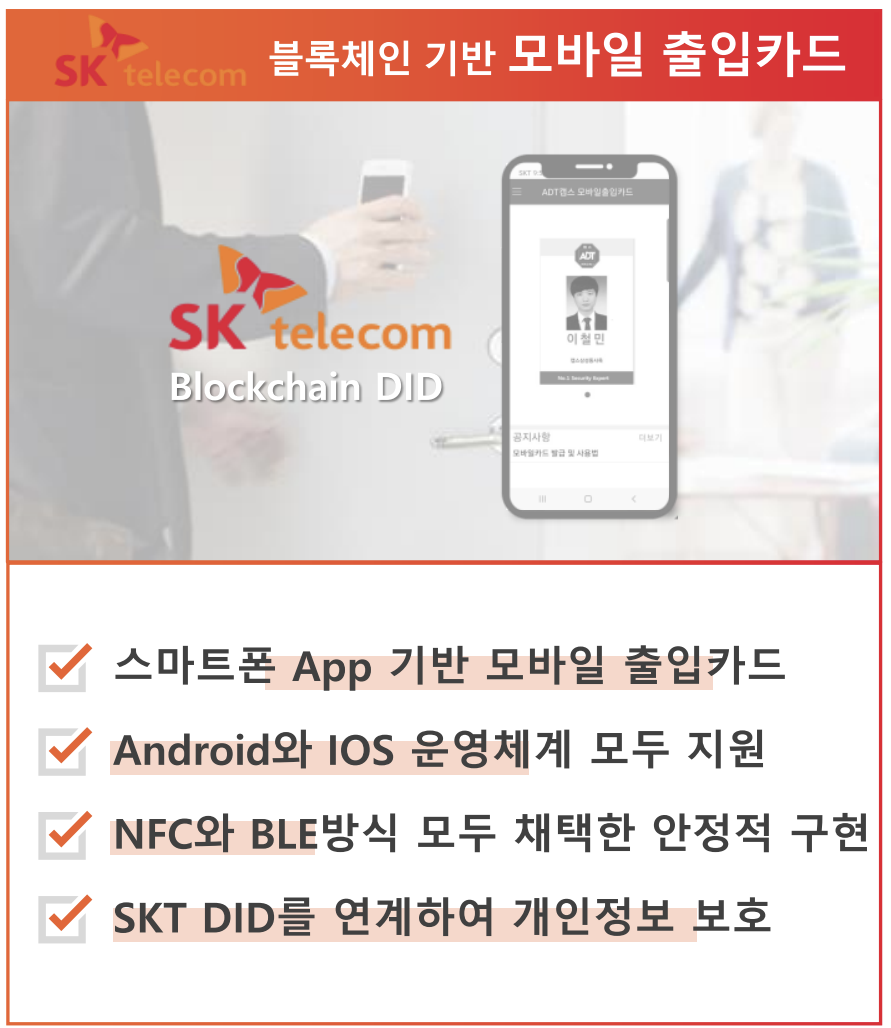 SK telecom 블록체인 기반 모바일 출입카드
SKT
ADT캡스 모바일출입카드
ADT
SK telecom
이철민
Blockchain DID
No.1 Security Expert
공지사항 더보기
모바일카드 발급 및 사용법
스마트폰 App 기반 모바일 출입카드
Android와 IOS 운영체계 모두 지원
NFC와 BLE방식 모두 채택한 안정적 구현
SKT DID를 연계하여 개인정보 보호